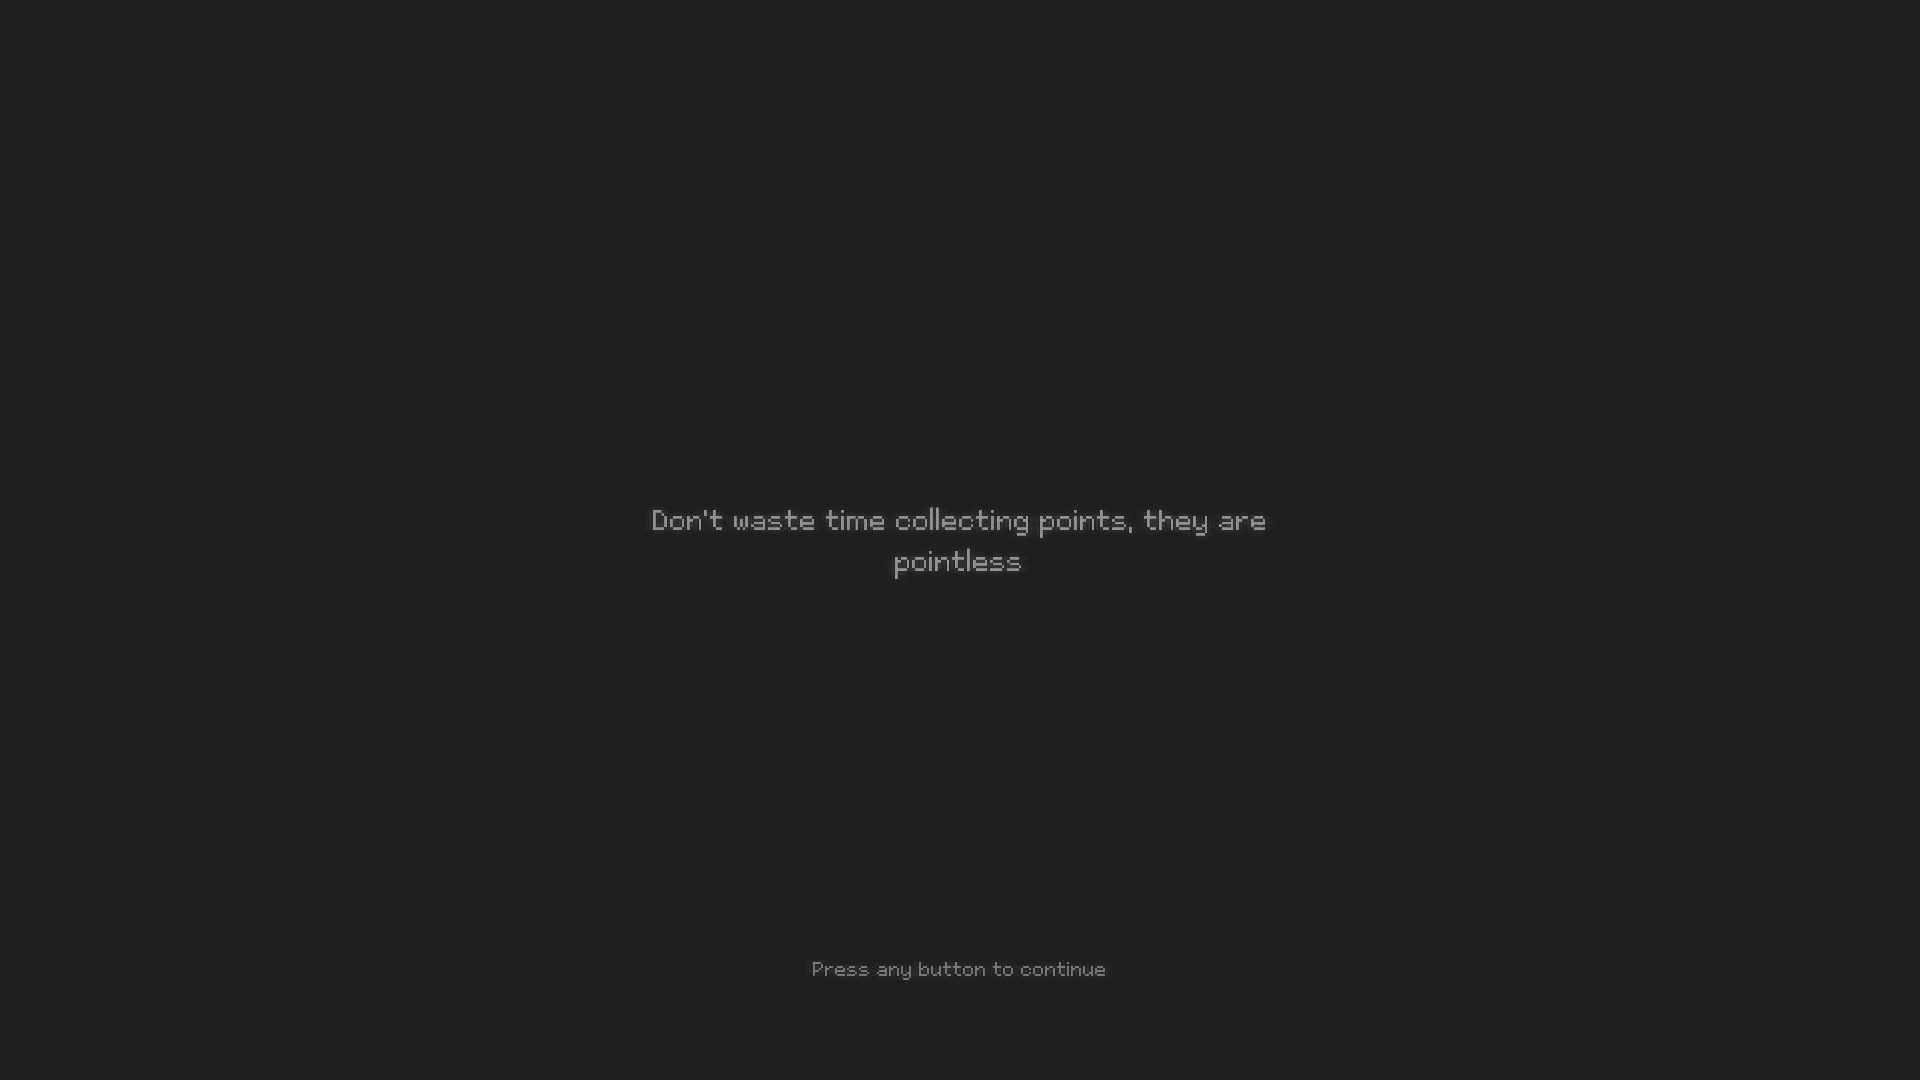 Don't waste time collecting points, they are
pointless
Press any button to continue